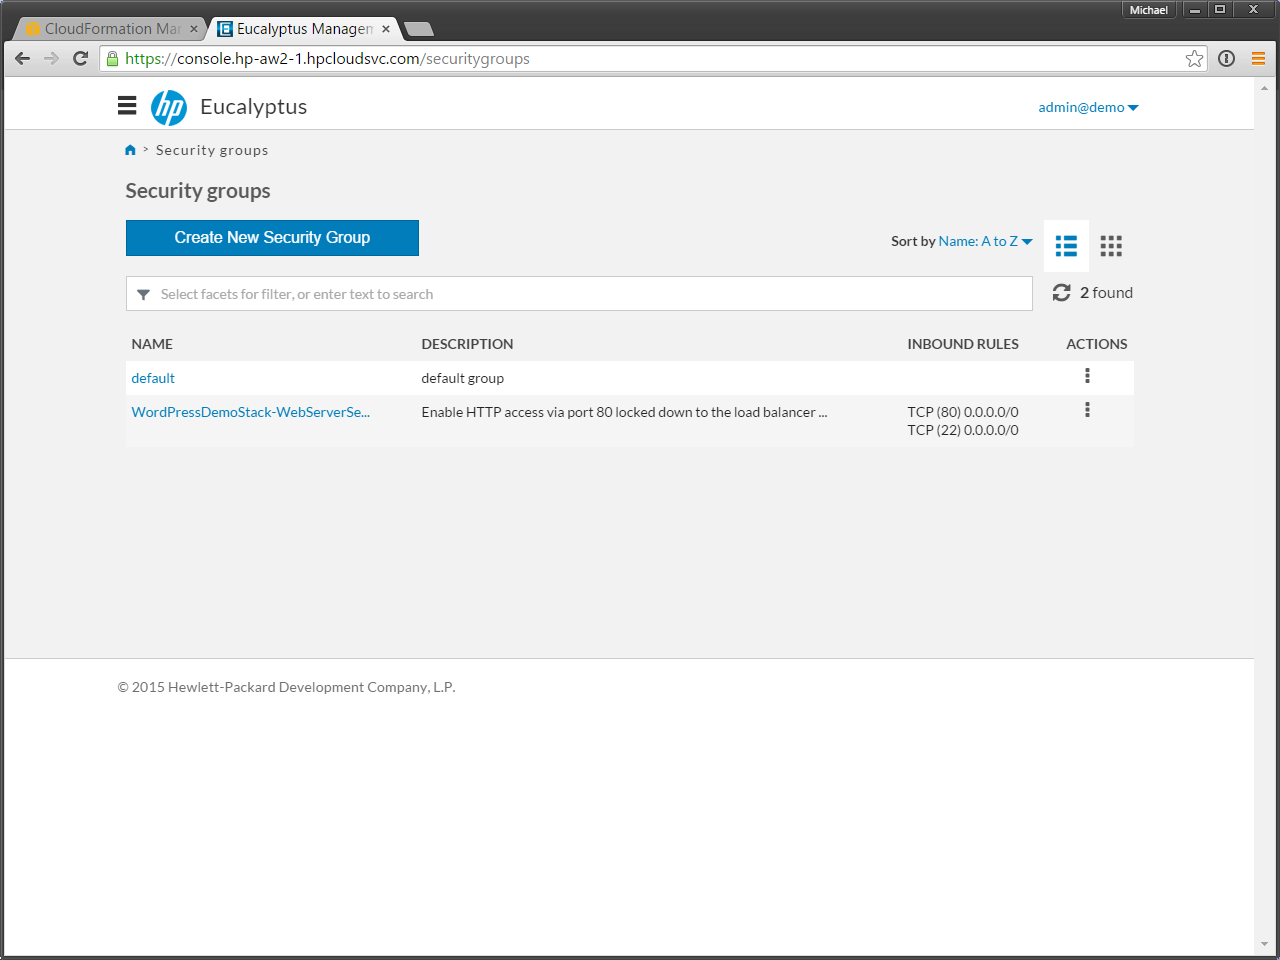 Michael
CloudFormation Ma
Eucalyptus Managem
https://console.hp-aw2-1.hpcloudsvc.com/securitygroups
hp Eucalyptus
admin@demo
> Security groups
Security groups
Create New Security Group
Sort by Name: A to Z
Select facets for filter, or enter text to search
2 found
NAME DESCRIPTION INBOUND RULES ACTIONS
default default group
WordPressDemoStack-WebServerSe... Enable HTTP access via port 80 locked down to the load balancer ... TCP (80) 0.0.0.0/0
TCP (22) 0.0.0.0/0
© 2015 Hewlett-Packard Development Company, L.P.